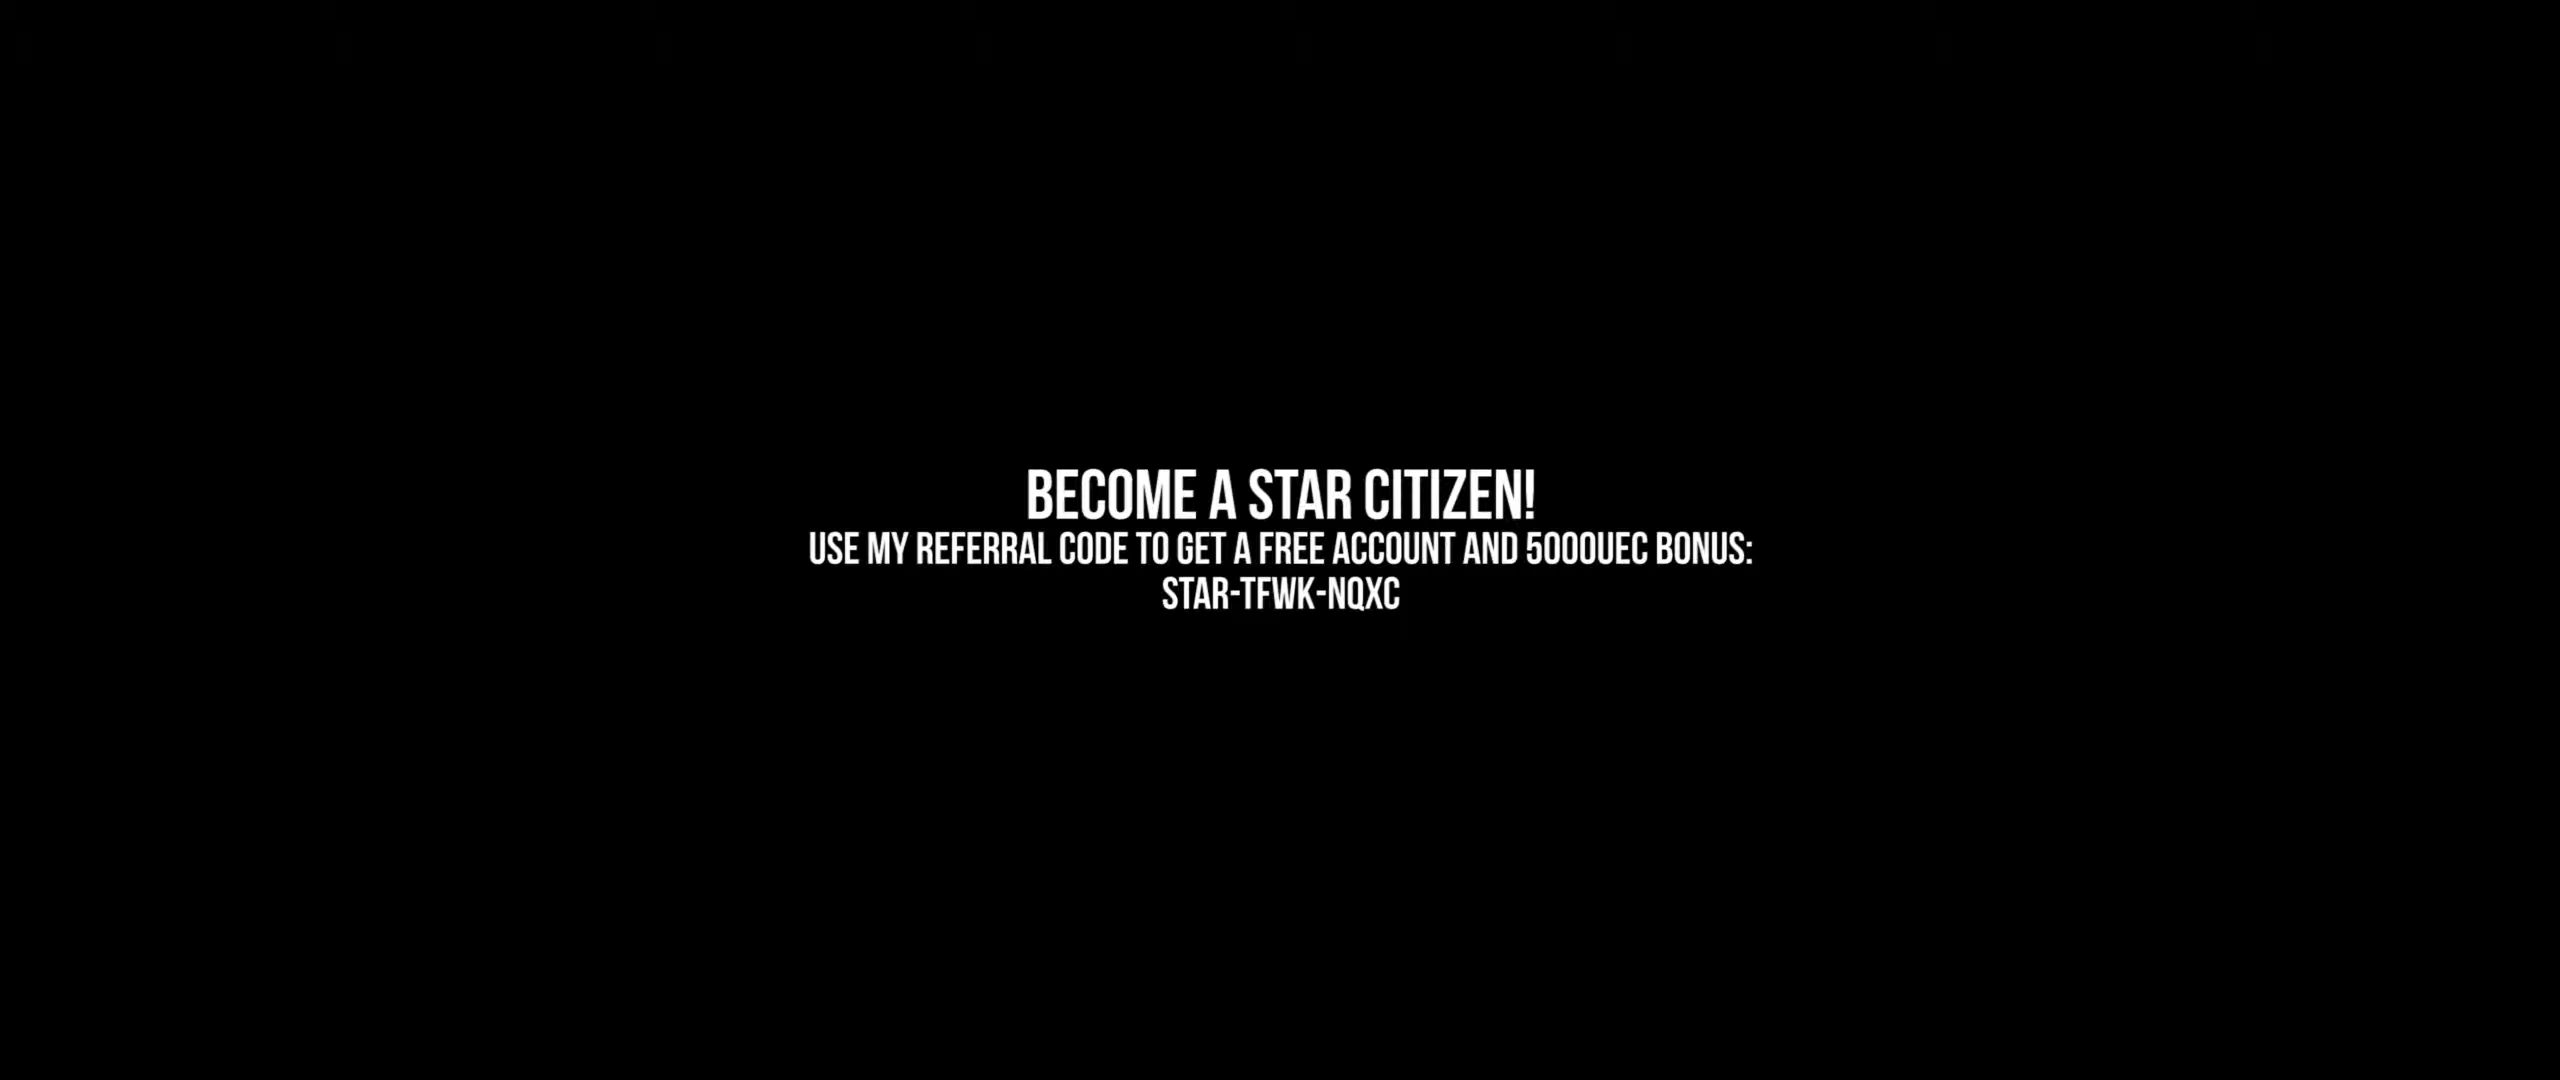 BECOME A STAR CITIZEN!
USE MY REFERRAL CODE TO GET A FREE ACCOUNT AND 5000UEC BONUS:
STAR-TFWK-NQXC